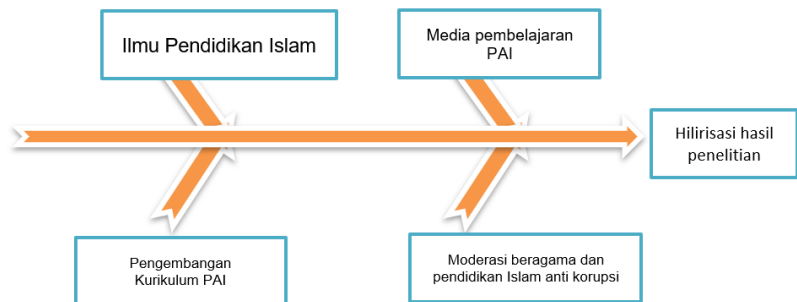 Ilmu Pendidikan Islam
Media pembelajaran
PAI
Hilirisasi hasil
penelitian
Pengembangan
Kurikulum PAI
Moderasi beragama dan
pendidikan Islam anti korupsi